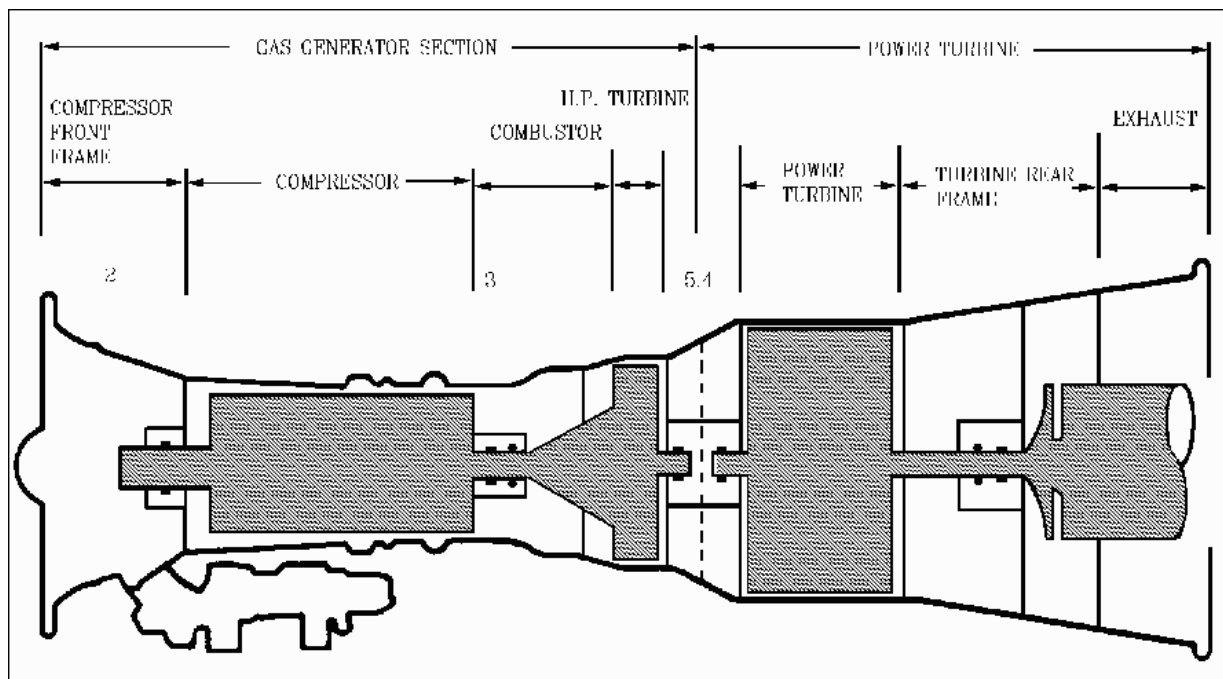 GAS GENERATOR SECTION
POWER TURBINE
COMPRESSOR
FRONT
FRAME
H.P. TURBINE
COMBUSTOR
EXHAUST
COMPRESSOR
POWER
TURBINE
TURBINE REAR
FRAME
2
3
5.4